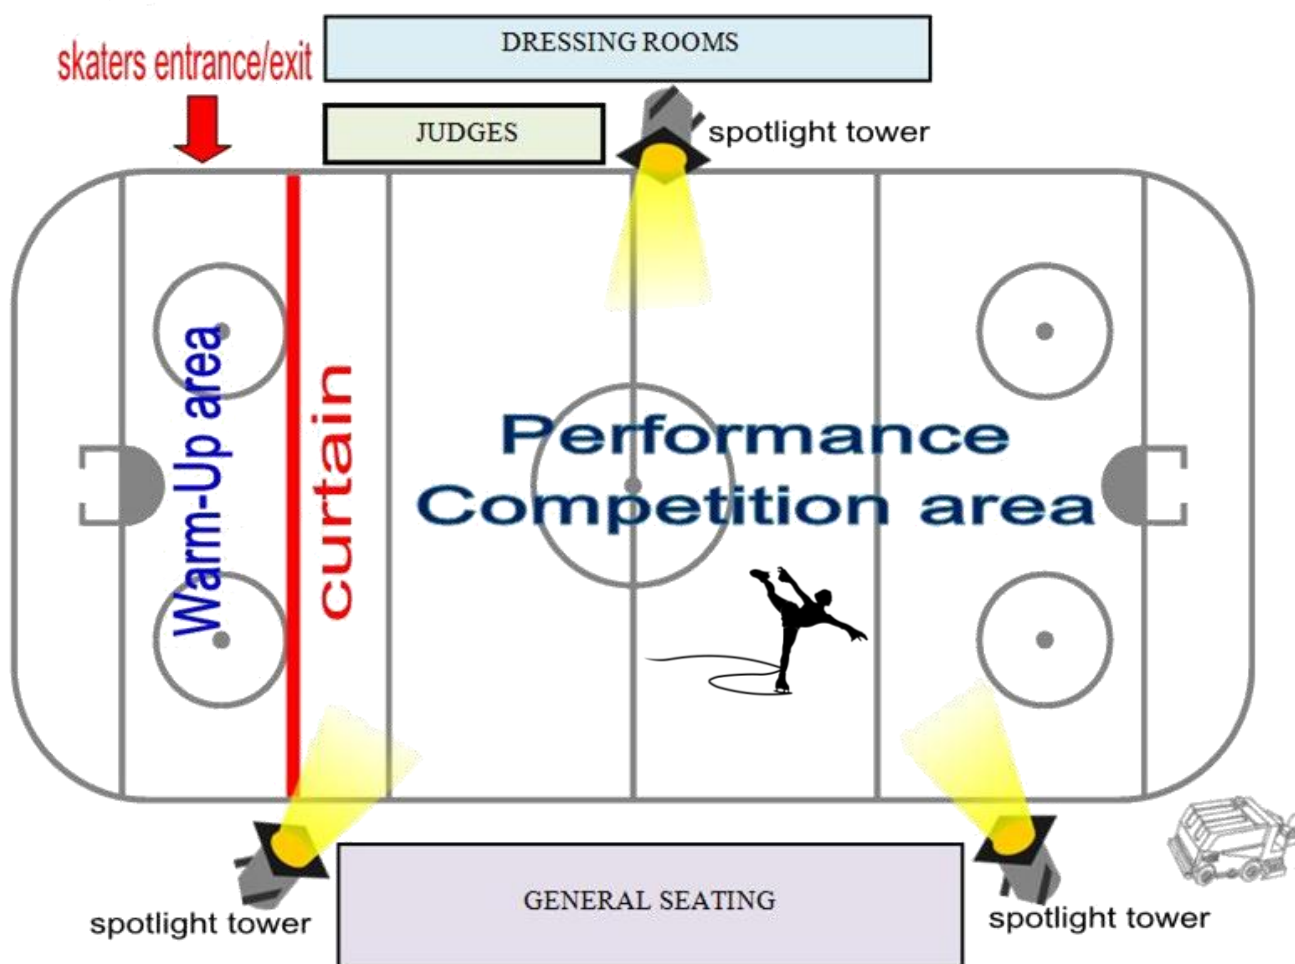 DRESSING ROOMS
skaters entrance/exit
JUDGES
spotlight tower
Warm-Up area
curtain
Performance
Competition area
GENERAL SEATING
spotlight tower
spotlight tower